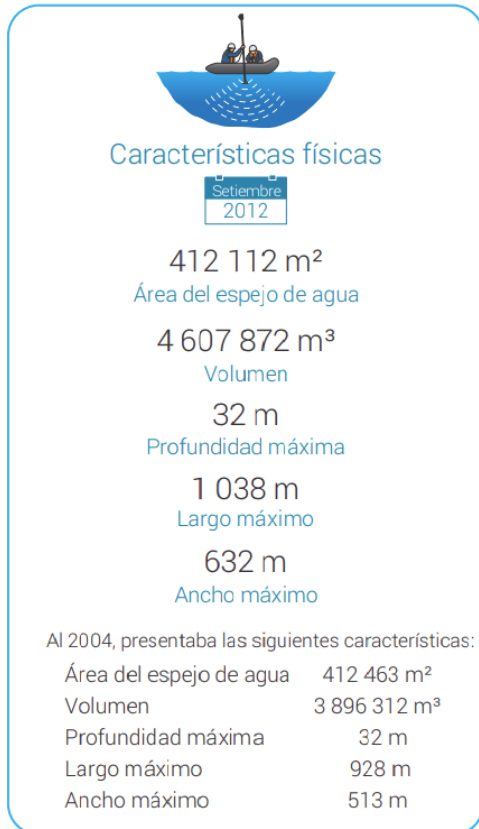 Características físicas
Setiembre
2012
412 112 m²
Área del espejo de agua
4 607 872 m³
Volumen
32 m
Profundidad máxima
1 038 m
Largo máximo
632 m
Ancho máximo
Al 2004, presentaba las siguientes características:
Área del espejo de agua 412 463 m²
Volumen 3 896 312 m³
Profundidad máxima 32 m
Largo máximo 928 m
Ancho máximo 513 m